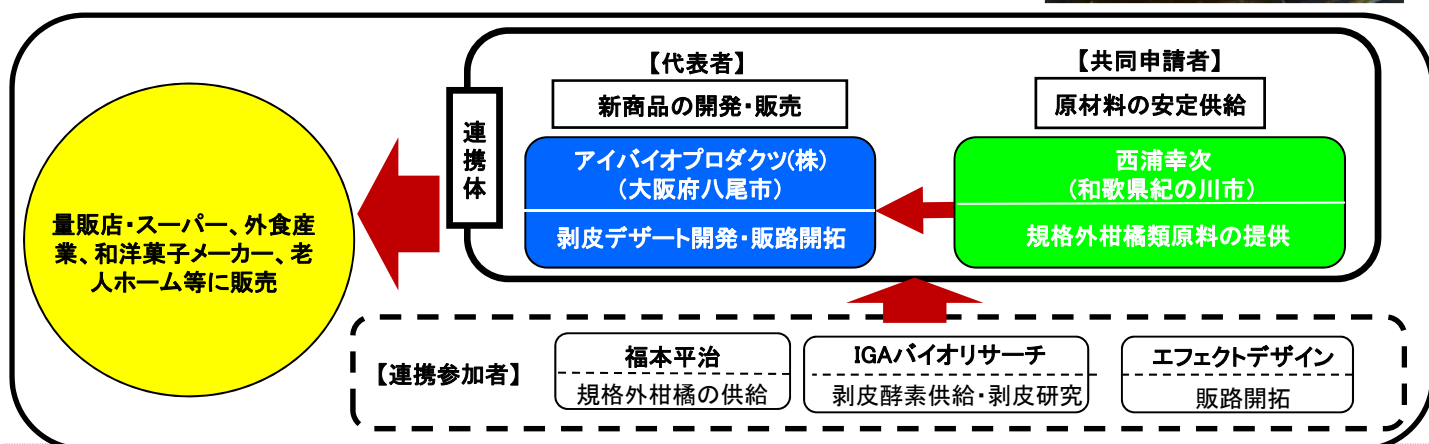 【代表者】
新商品の開発・販売
【共同申請者】
原材料の安定供給
連携体
アイバイオプロダクツ(株)
(大阪府八尾市)
剥皮デザート開発・販路開拓
西浦幸次
(和歌県紀の川市)
規格外柑橘類原料の提供
量販店・スーパー、外食産
業、和洋菓子メーカー、老
人ホーム等に販売
【連携参加者】
福本平治
規格外柑橘の供給
IGAバイオリサーチ
剥皮酵素供給・剥皮研究
エフェクトデザイン
販路開拓